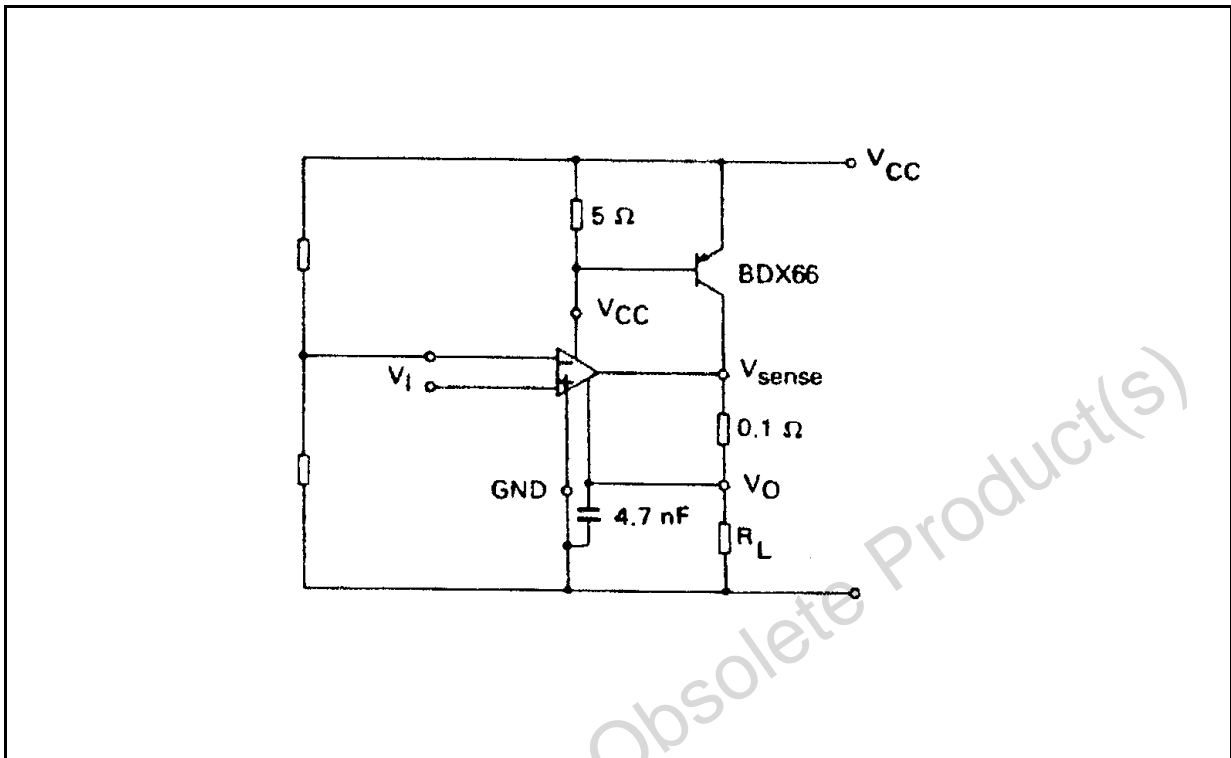 VCC
5 Ω
BDX66
VCC
VI
Vsense
0.1 Ω
GND
VO
4.7 nF
RL
Obsolete Product(s)